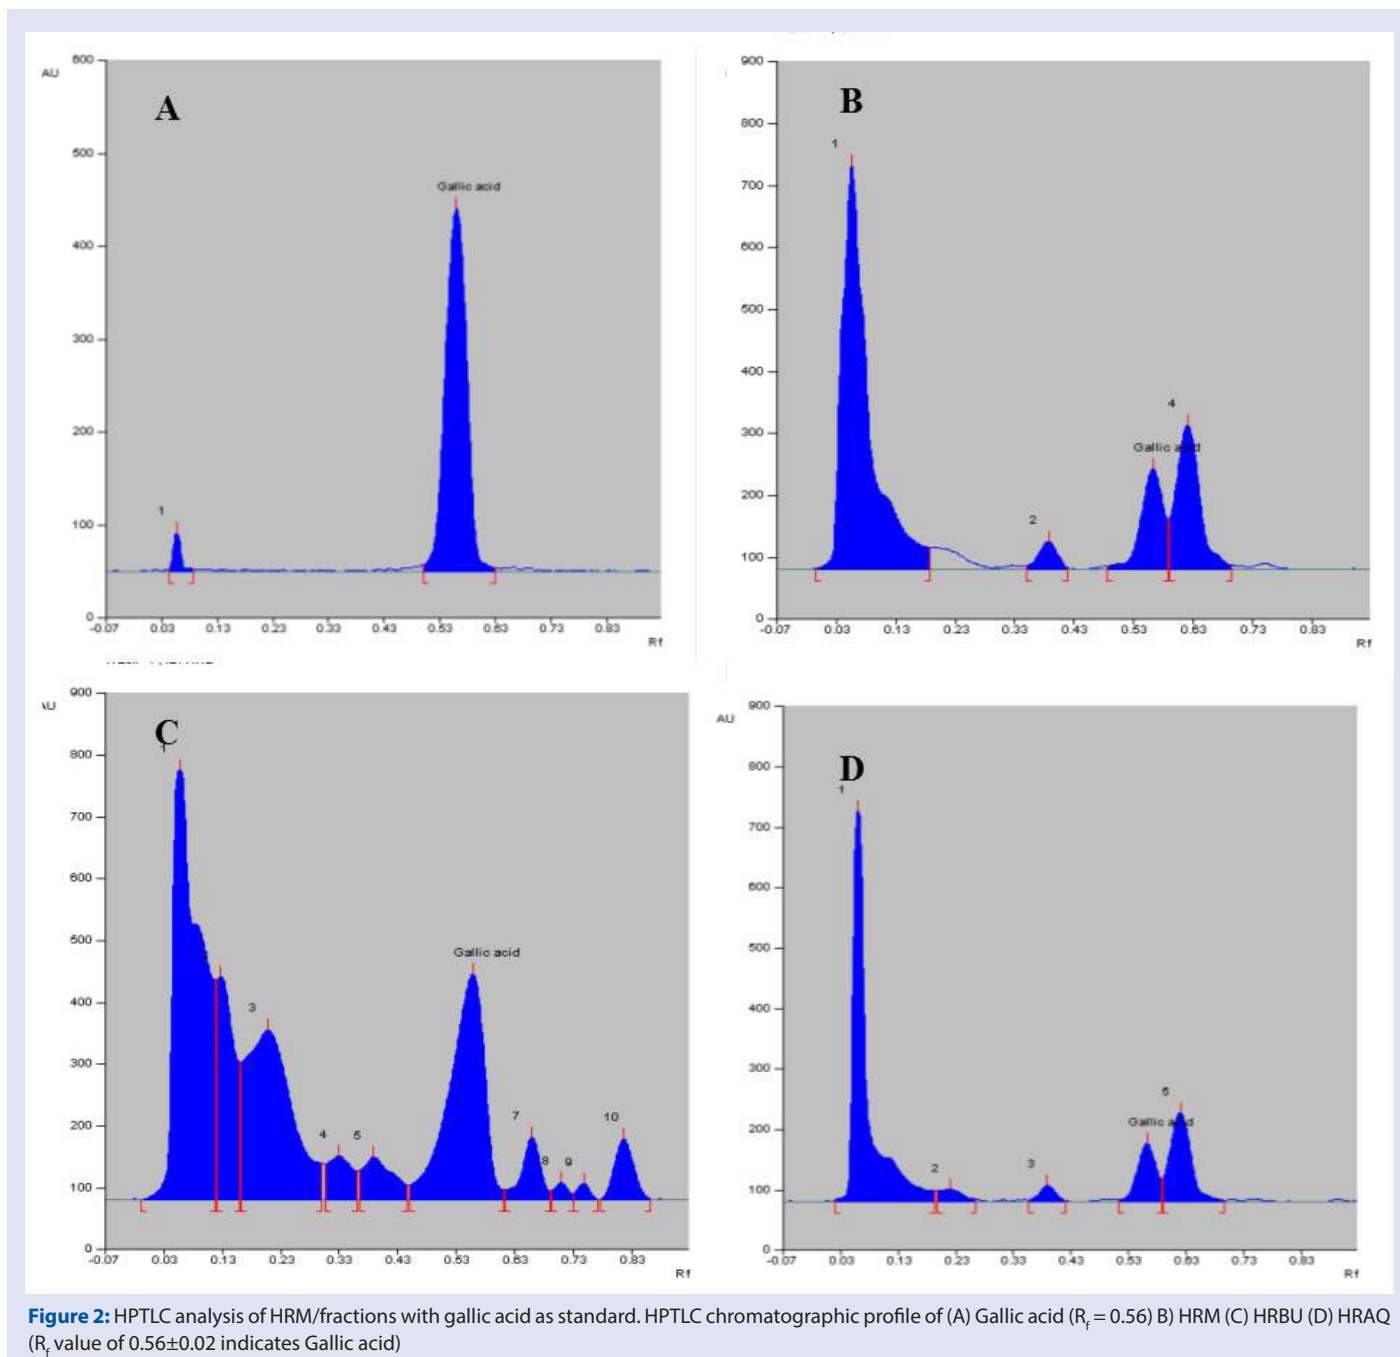 AU
600
500
400
300
200
100
0
A
1
Gallic acid
-0.07 0.03 0.13 0.23 0.33 0.43 0.53 0.63 0.73 0.83
Rf
900
800
700
600
500
400
300
200
100
0
B
1
2
Gallic acid
4
-0.07 0.03 0.13 0.23 0.33 0.43 0.53 0.63 0.73 0.83
Rf
AU
900
800
700
600
500
400
300
200
100
0
C
1
3
4
5
Gallic acid
7
8
9
10
-0.07 0.03 0.13 0.23 0.33 0.43 0.53 0.63 0.73 0.83
Rf
AU
900
800
700
600
500
400
300
200
100
0
D
1
2
3
Gallic acid
5
-0.07 0.03 0.13 0.23 0.33 0.43 0.53 0.63 0.73 0.83
Rf
Figure 2: HPTLC analysis of HRM/fractions with gallic acid as standard. HPTLC chromatographic profile of (A) Gallic acid (Rf = 0.56) B) HRM (C) HRBU (D) HRAQ
(Rf value of 0.56±0.02 indicates Gallic acid)